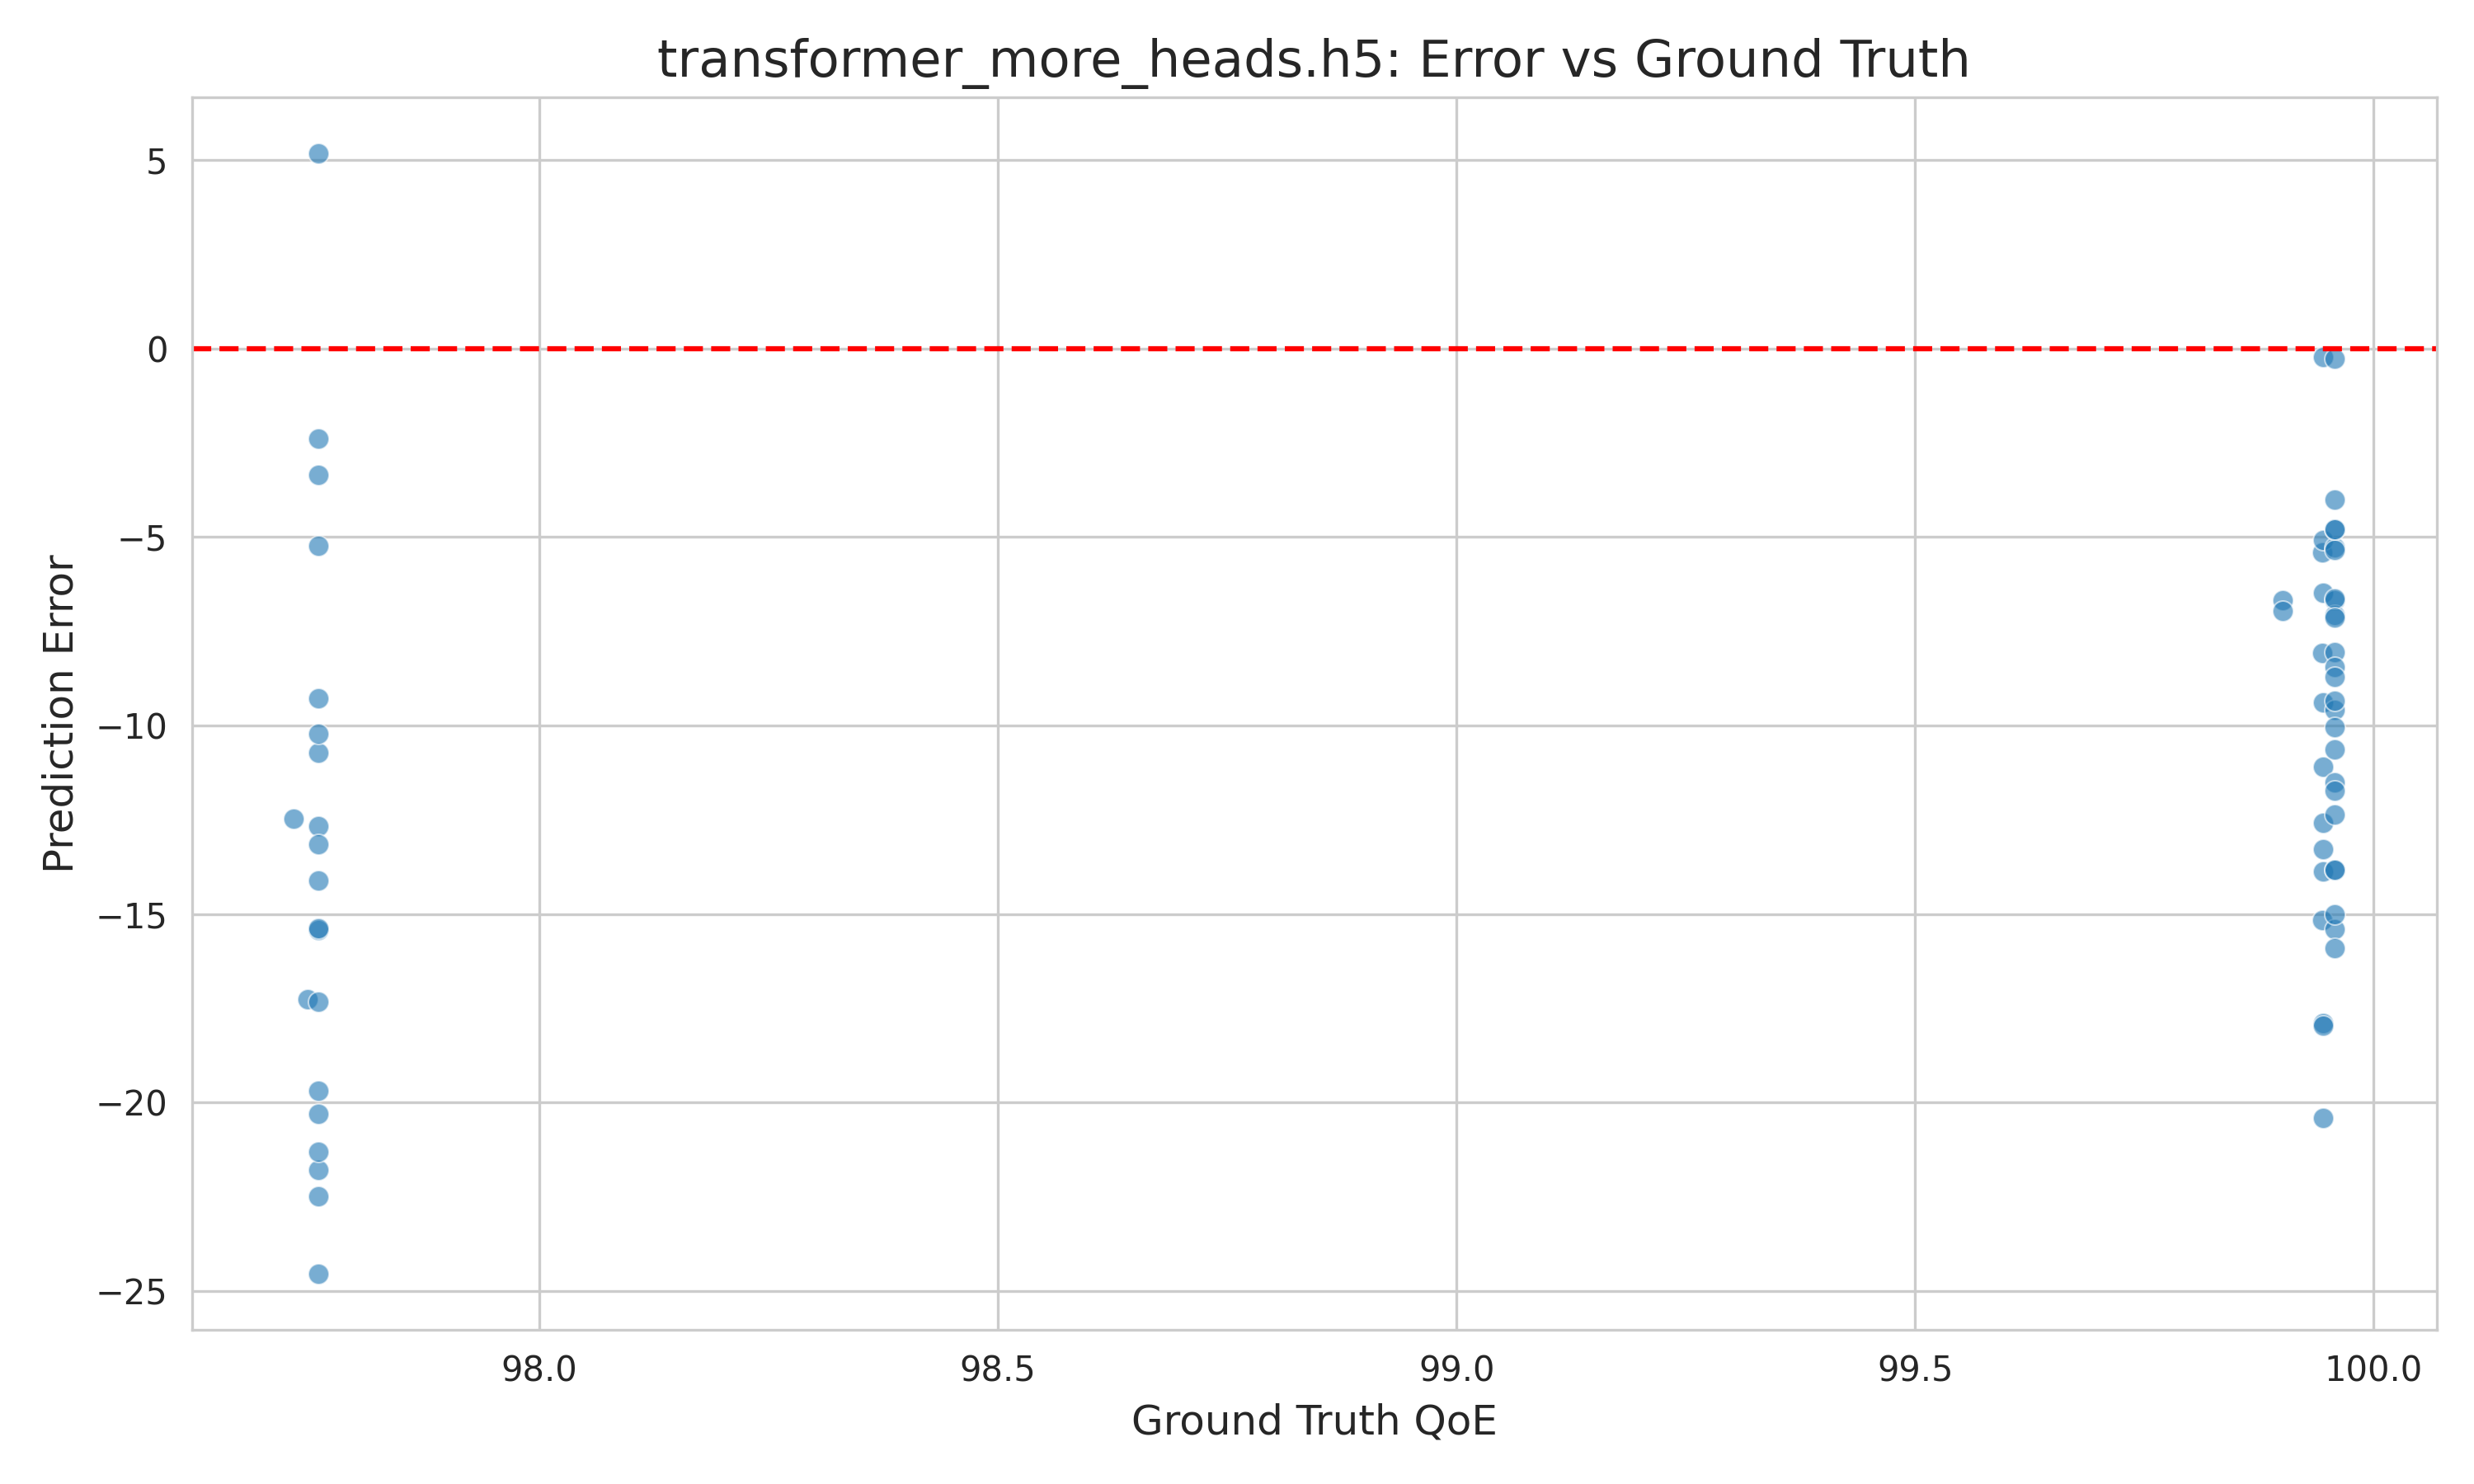 transformer_more_heads.h5: Error vs Ground Truth
Prediction Error
5
0
−5
−10
−15
−20
−25
98.0 98.5 99.0 99.5 100.0
Ground Truth QoE